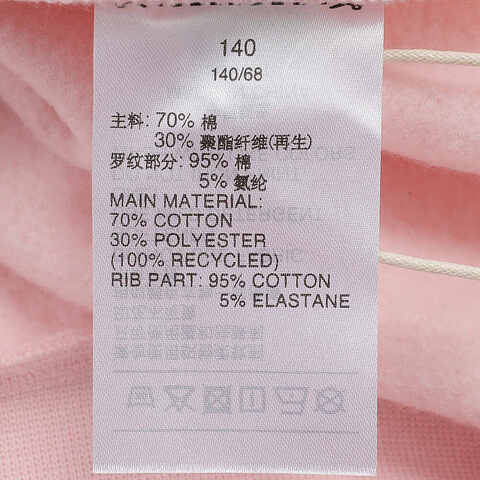 140
140/68
主料: 70% 棉
30% 聚酯纤维(再生)
罗纹部分: 95% 棉
5% 氨纶
MAIN MATERIAL:
70% COTTON
30% POLYESTER
(100% RECYCLED)
RIB PART: 95% COTTON
5% ELASTANE